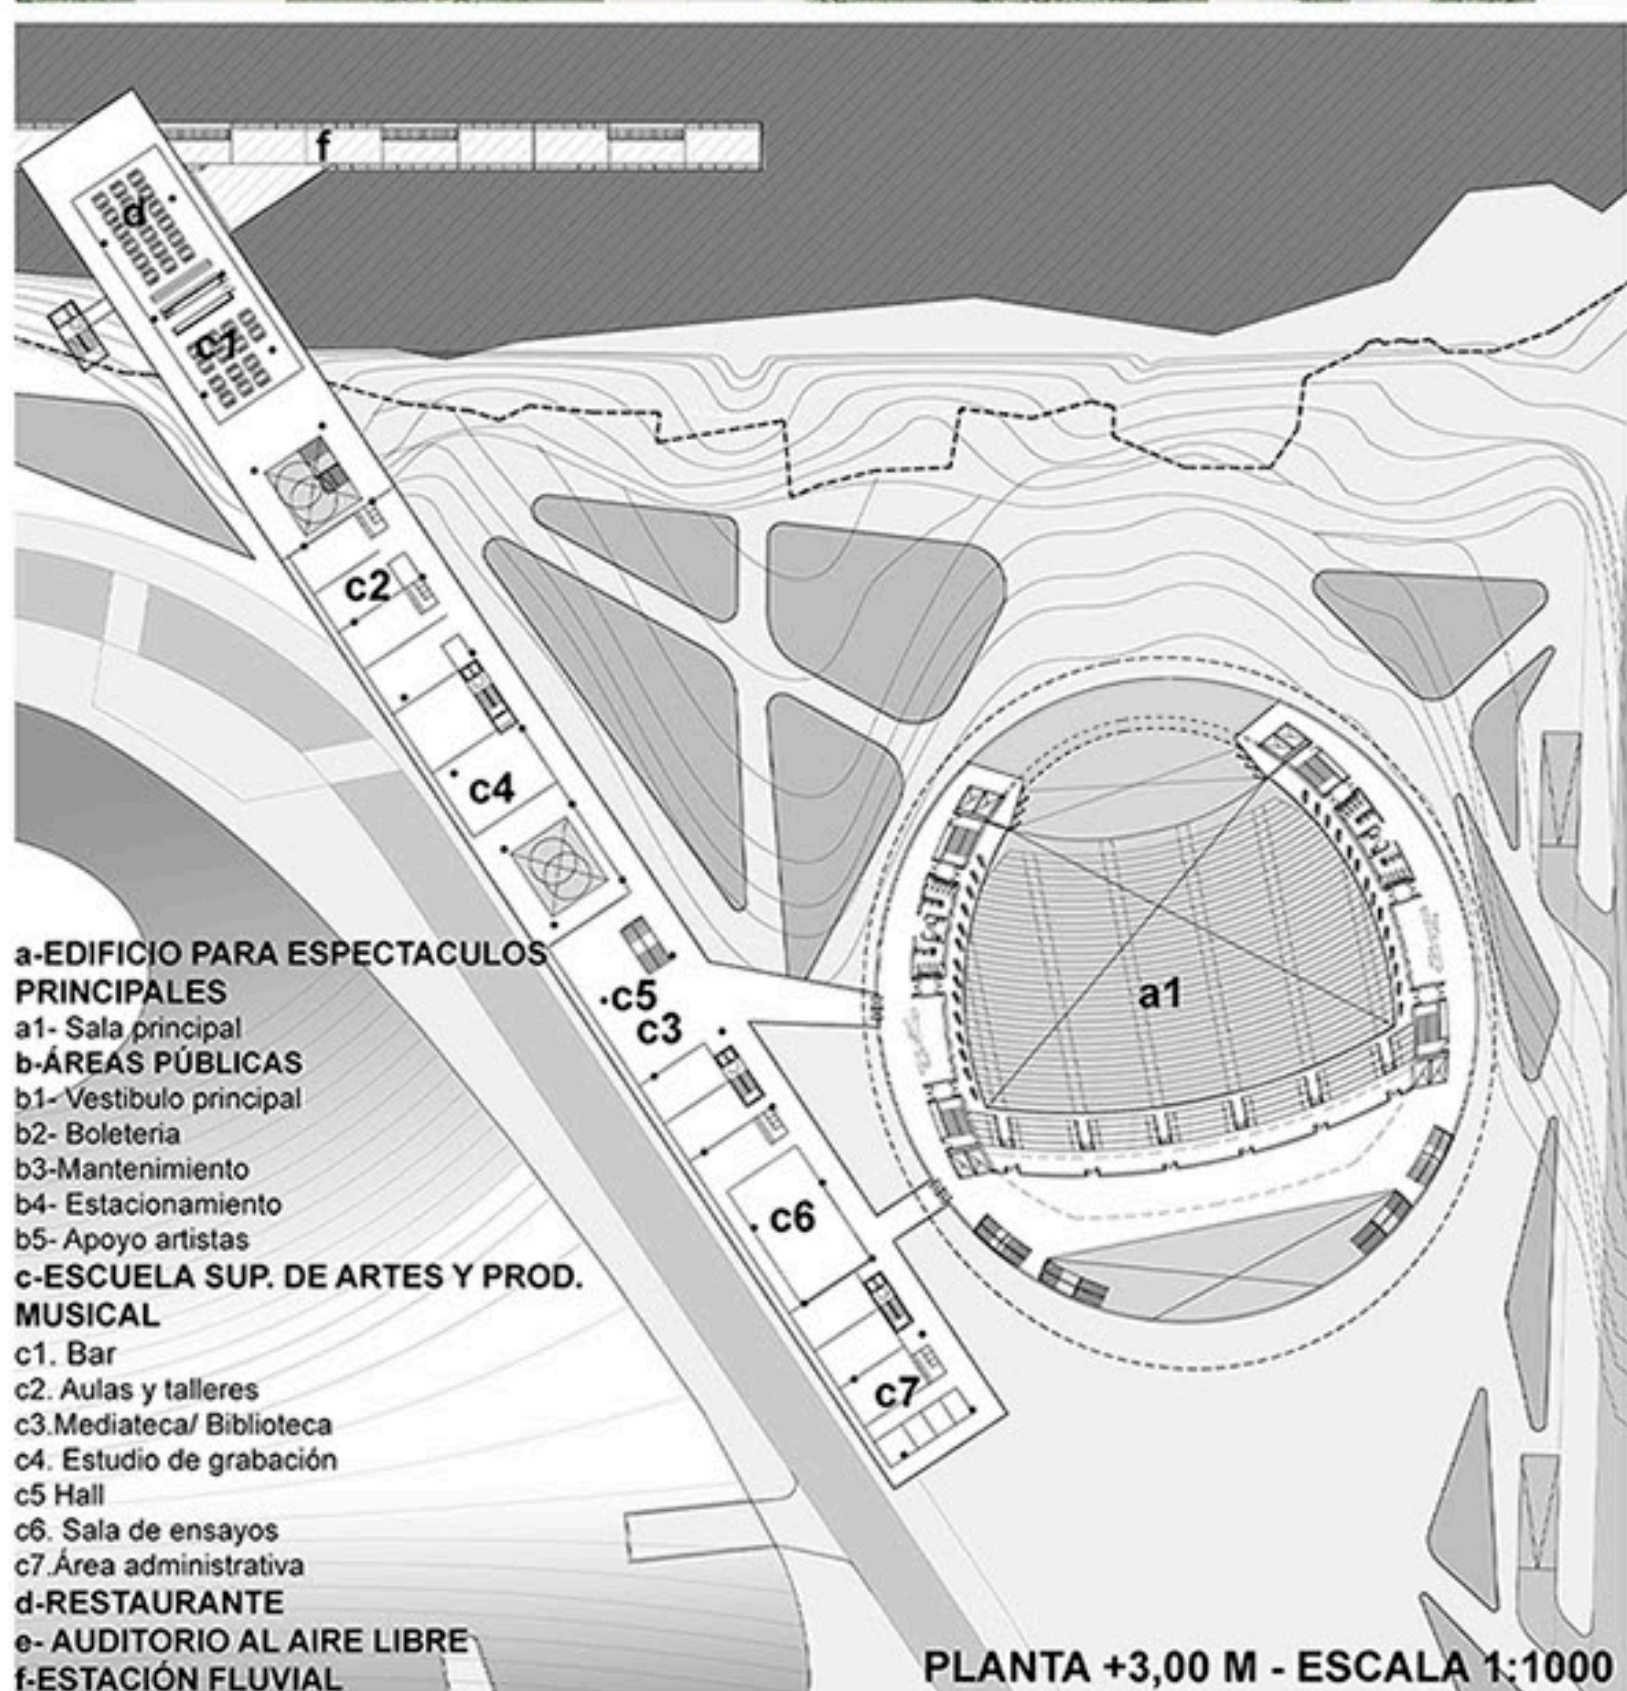 f
d
c7
c2
c4
a1
c5
c3
c6
c7
a-EDIFICIO PARA ESPECTACULOS
PRINCIPALES
a1- Sala principal
b-ÁREAS PÚBLICAS
b1- Vestibulo principal
b2- Boleteria
b3-Mantenimiento
b4- Estacionamiento
b5- Apoyo artistas
c-ESCUELA SUP. DE ARTES Y PROD.
MUSICAL
c1. Bar
c2. Aulas y talleres
c3.Mediateca/ Biblioteca
c4. Estudio de grabación
c5 Hall
c6. Sala de ensayos
c7.Área administrativa
d-RESTAURANTE
e- AUDITORIO AL AIRE LIBRE
f-ESTACIÓN FLUVIAL
PLANTA +3,00 M - ESCALA 1:1000